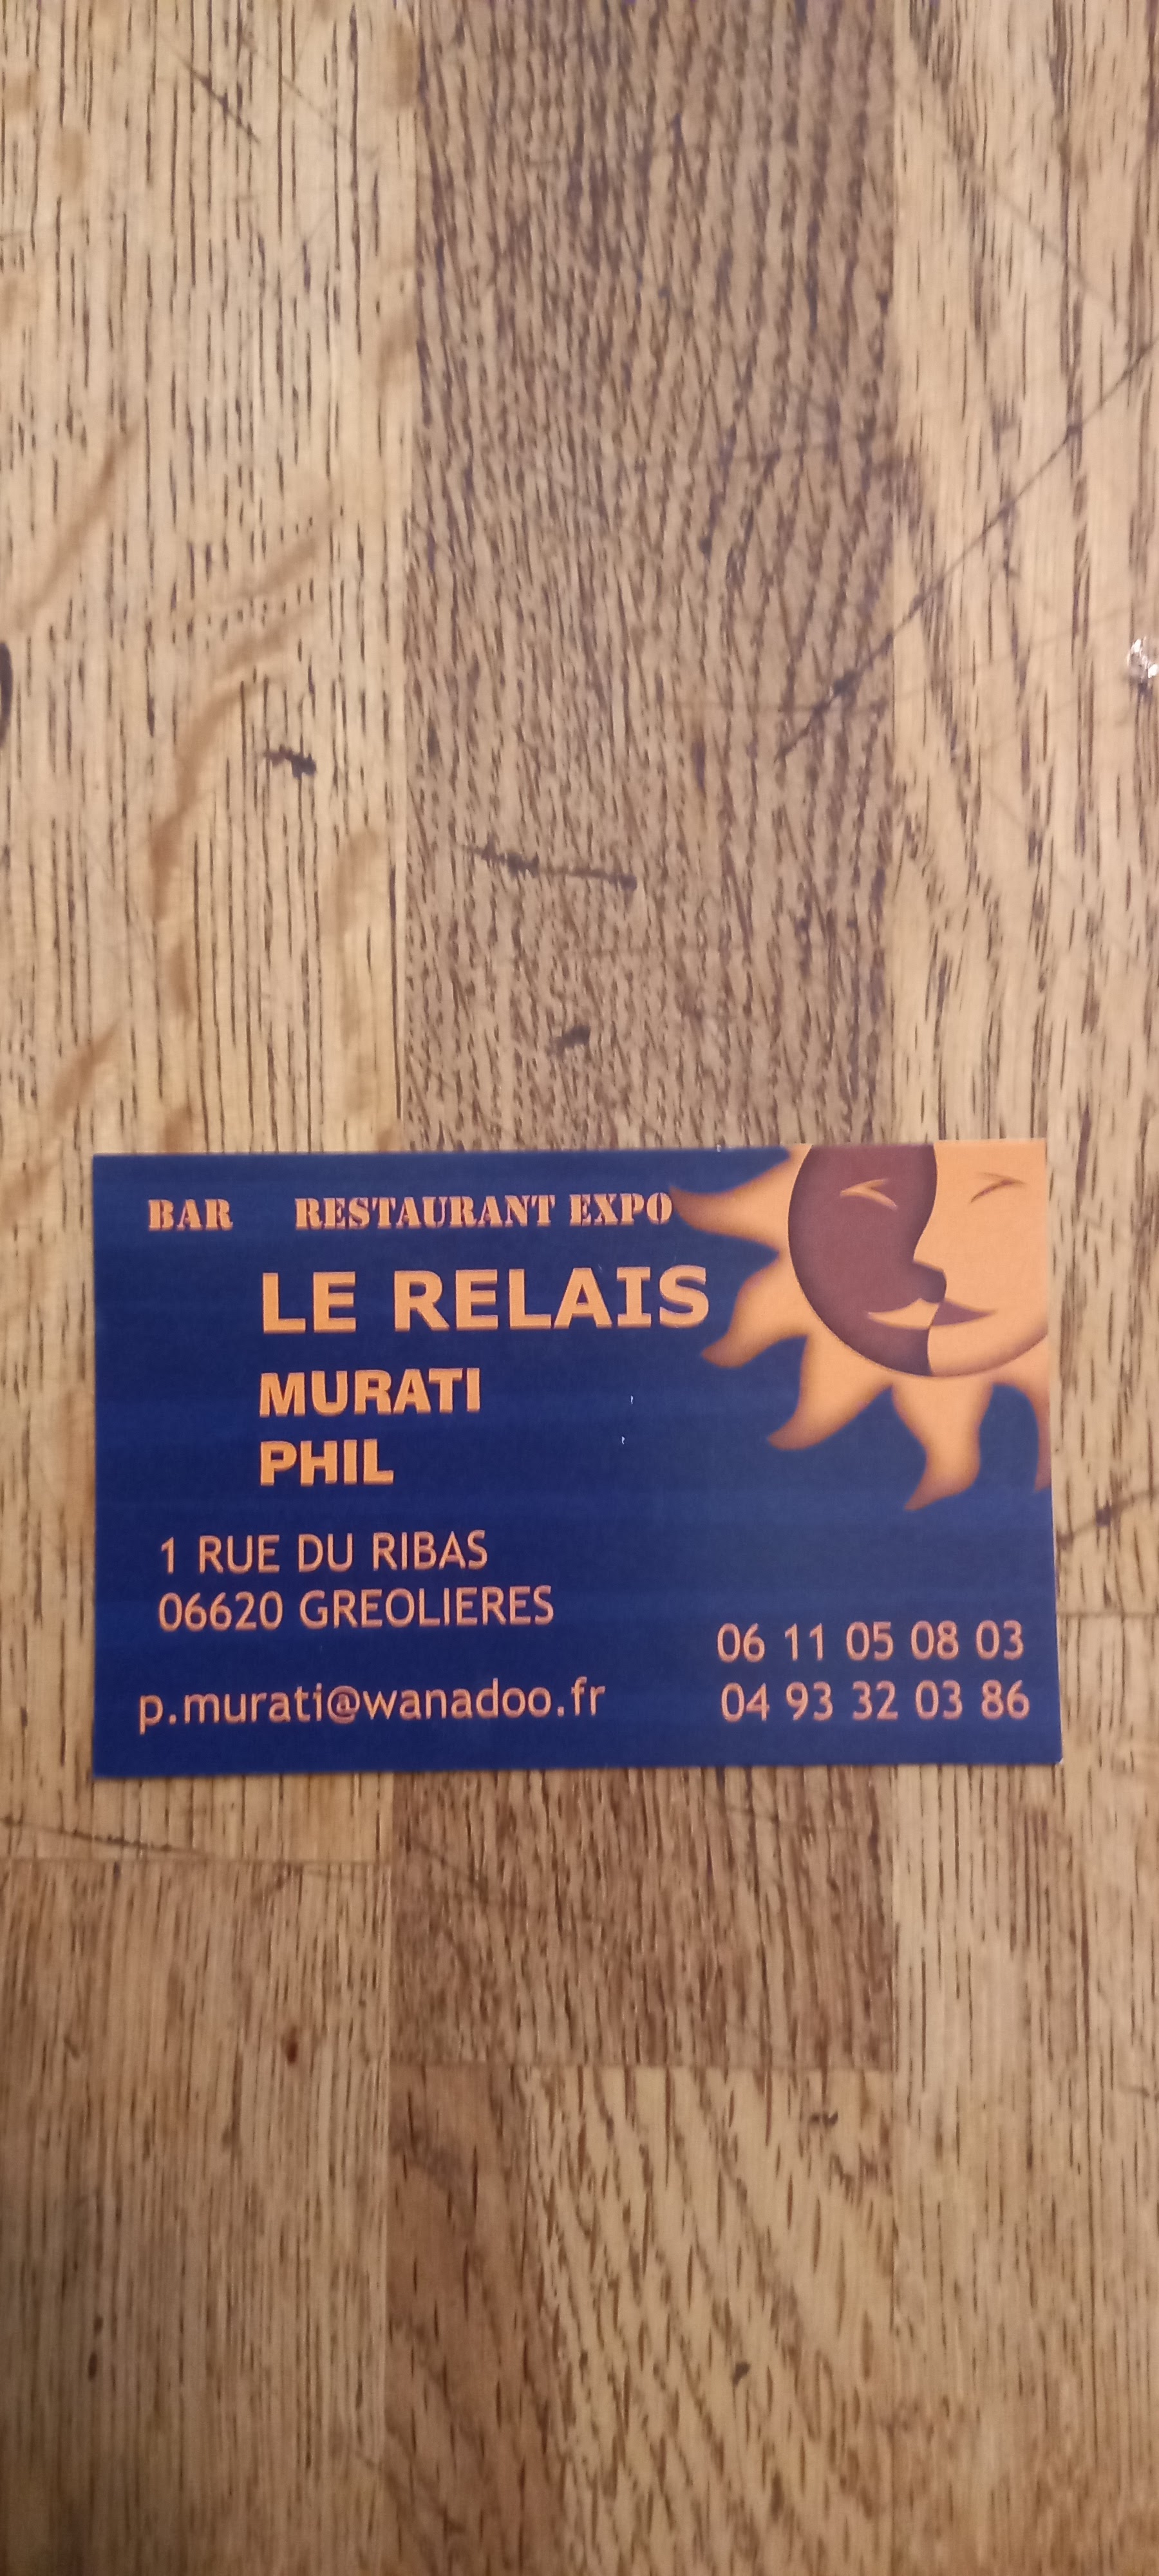 BAR RESTAURANT EXPO
LE RELAIS
MURATI
PHIL
1 RUE DU RIBAS
06620 GREOLIERES
p.murati@wanadoo.fr
06 11 05 08 03
04 93 32 03 86